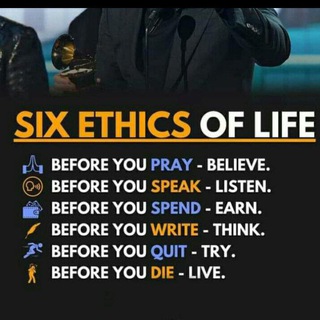 SIX ETHICS OF LIFE
BEFORE YOU PRAY - BELIEVE.
BEFORE YOU SPEAK - LISTEN.
BEFORE YOU SPEND - EARN.
BEFORE YOU WRITE - THINK.
BEFORE YOU QUIT - TRY.
BEFORE YOU DIE - LIVE.